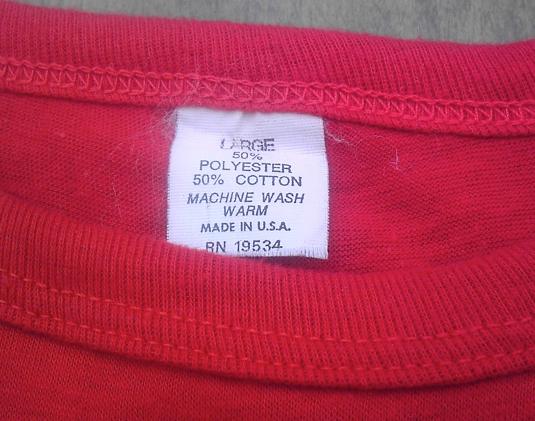 LARGE
50%
POLYESTER
50% COTTON
MACHINE WASH
WARM
MADE IN U.S.A.
RN 19534